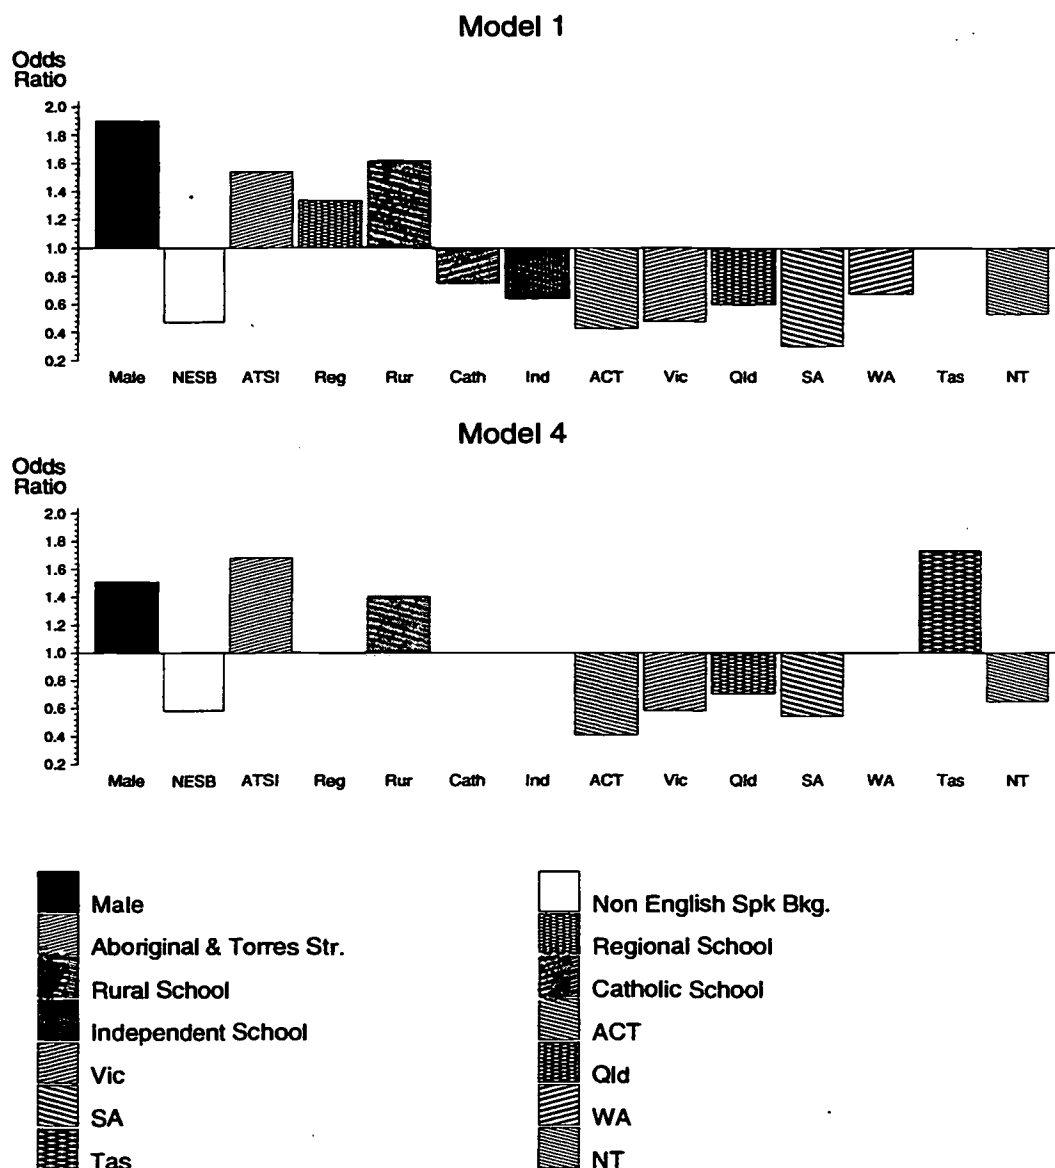 Model 1
Odds
Ratio
2.0
1.8
1.6
1.4
1.2
1.0
0.8
0.6
0.4
0.2
Male NESB ATSI Reg Rur Cath Ind ACT Vic Qld SA WA Tas NT
Model 4
Odds
Ratio
2.0
1.8
1.6
1.4
1.2
1.0
0.8
0.6
0.4
0.2
Male NESB ATSI Reg Rur Cath Ind ACT Vic Qld SA WA Tas NT
Male
Aboriginal & Torres Str.
Rural School
Independent School
Vic
SA
Tas
Non English Spk Bkg.
Regional School
Catholic School
ACT
Qld
WA
NT